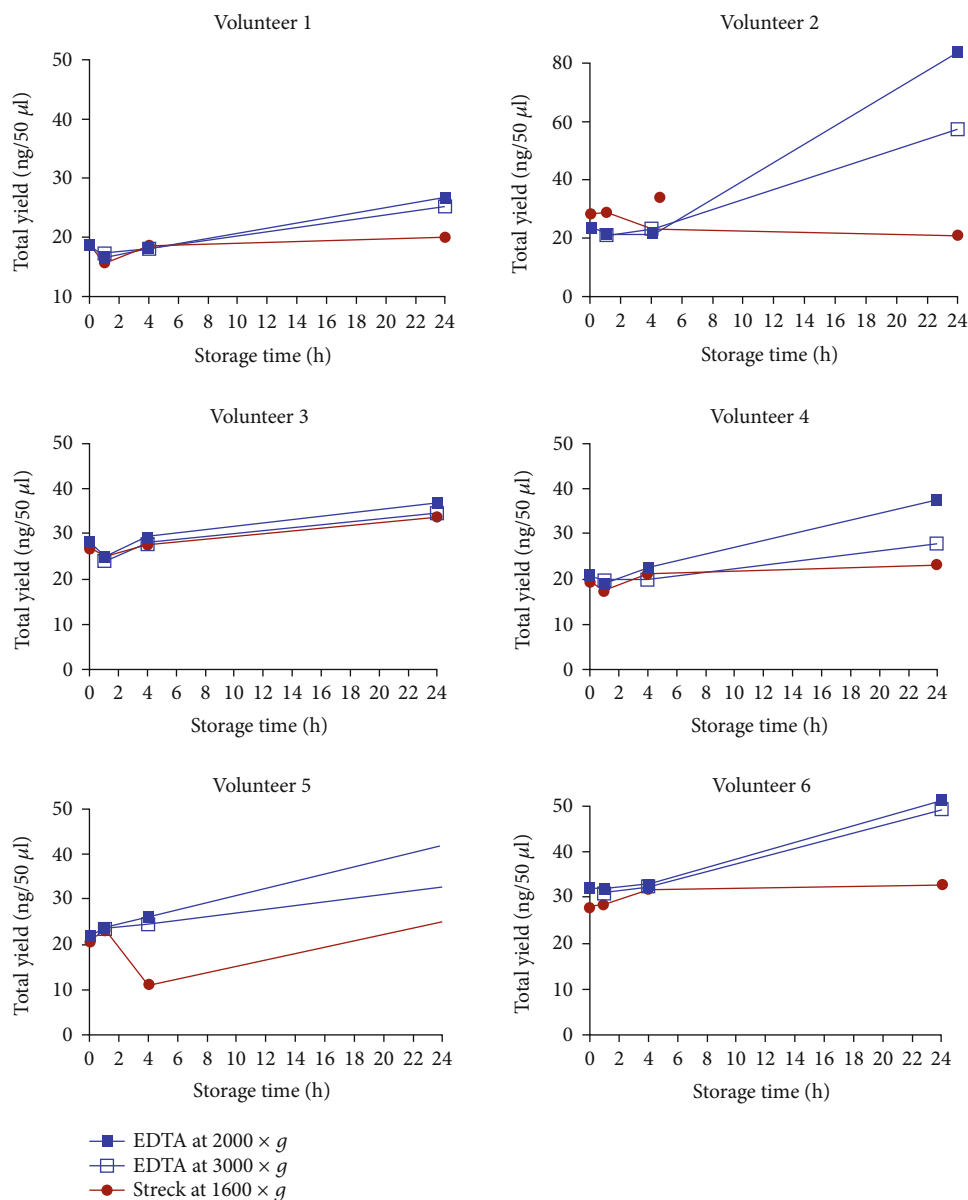 Volunteer 1
Total yield (ng/50 µl)
50
40
30
20
10
0 2 4 6 8 10 12 14 16 18 20 22 24
Storage time (h)
Volunteer 2
Total yield (ng/50 µl)
80
60
40
20
0
0 2 4 6 8 10 12 14 16 18 20 22 24
Storage time (h)
Volunteer 3
Total yield (ng/50 µl)
50
40
30
20
10
0
0 2 4 6 8 10 12 14 16 18 20 22 24
Storage time (h)
Volunteer 4
Total yield (ng/50 µl)
50
40
30
20
10
0
0 2 4 6 8 10 12 14 16 18 20 22 24
Storage time (h)
Volunteer 5
Total yield (ng/50 µl)
50
40
30
20
10
0
0 2 4 6 8 10 12 14 16 18 20 22 24
Storage time (h)
Volunteer 6
Total yield (ng/50 µl)
50
40
30
20
10
0
0 2 4 6 8 10 12 14 16 18 20 22 24
Storage time (h)
EDTA at 2000 × g
EDTA at 3000 × g
Streck at 1600 × g